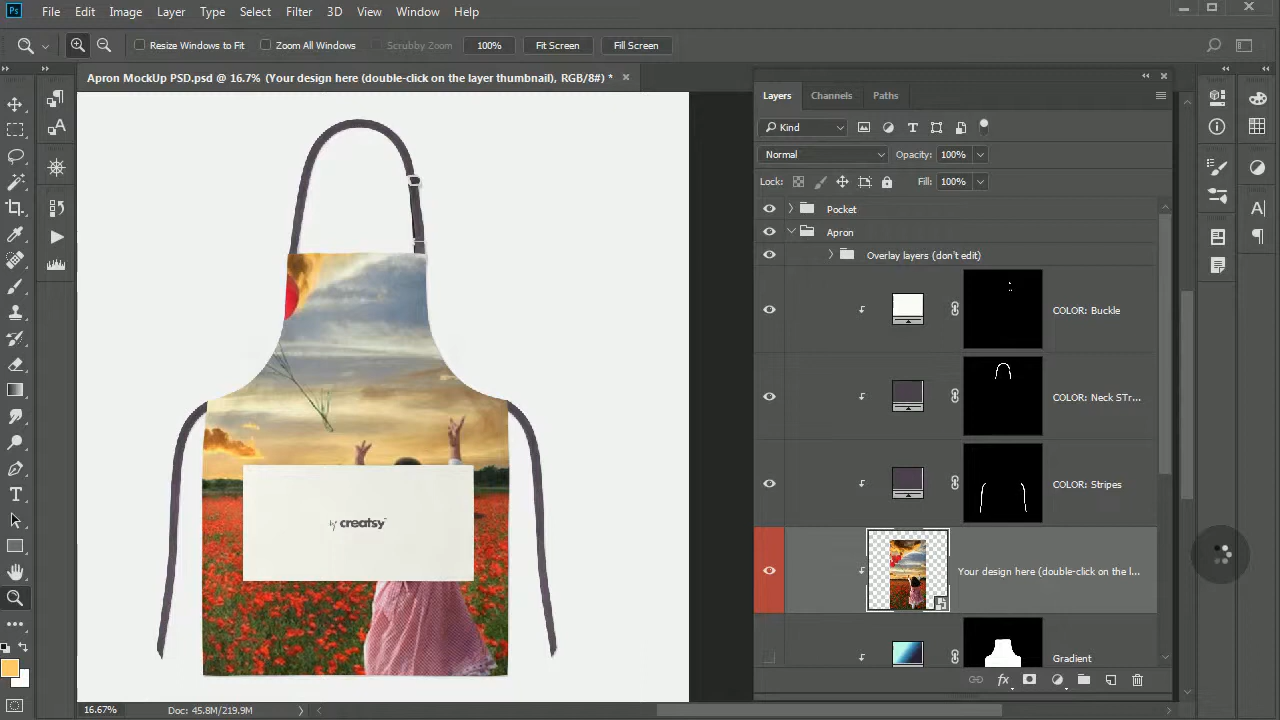 Ps File Edit Image Layer Type Select Filter 3D View Window Help
Resize Windows to Fit Zoom All Windows Scrubby Zoom 100% Fit Screen Fill Screen
Apron MockUp PSD.psd @ 16.7% (Your design here (double-click on the layer thumbnail), RGB/8#) *
Layers Channels Paths
Kind
Normal Opacity: 100%
Lock: Fill: 100%
Pocket
Apron
Overlay layers (don't edit)
COLOR: Buckle
COLOR: Neck STr...
COLOR: Stripes
by creatsy
Your design here (double-click on the l...
Gradient
fx
16.67% Doc: 45.8M/219.9M